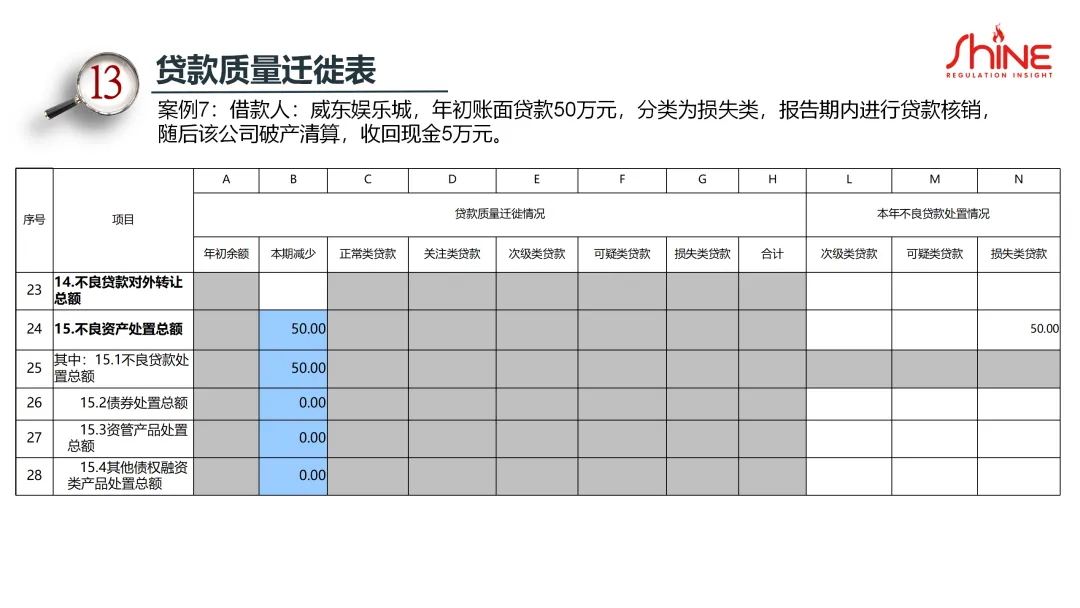 SHINE
REGULATION INSIGHT
13
贷款质量迁徙表
案例7：借款人：威东娱乐城，年初账面贷款50万元，分类为损失类，报告期内进行贷款核销，
随后该公司破产清算，收回现金5万元。
序号 项目 A B C D E F G H L M N
贷款质量迁徙情况 本年不良贷款处置情况
年初余额 本期减少 正常类贷款 关注类贷款 次级类贷款 可疑类贷款 损失类贷款 合计 次级类贷款 可疑类贷款 损失类贷款
23 14.不良贷款对外转让
总额
24 15.不良资产处置总额 50.00 50.00
25 其中：15.1不良贷款处
置总额 50.00
26 15.2债券处置总额 0.00
27 15.3资管产品处置
总额 0.00
28 15.4其他债权融资
类产品处置总额 0.00